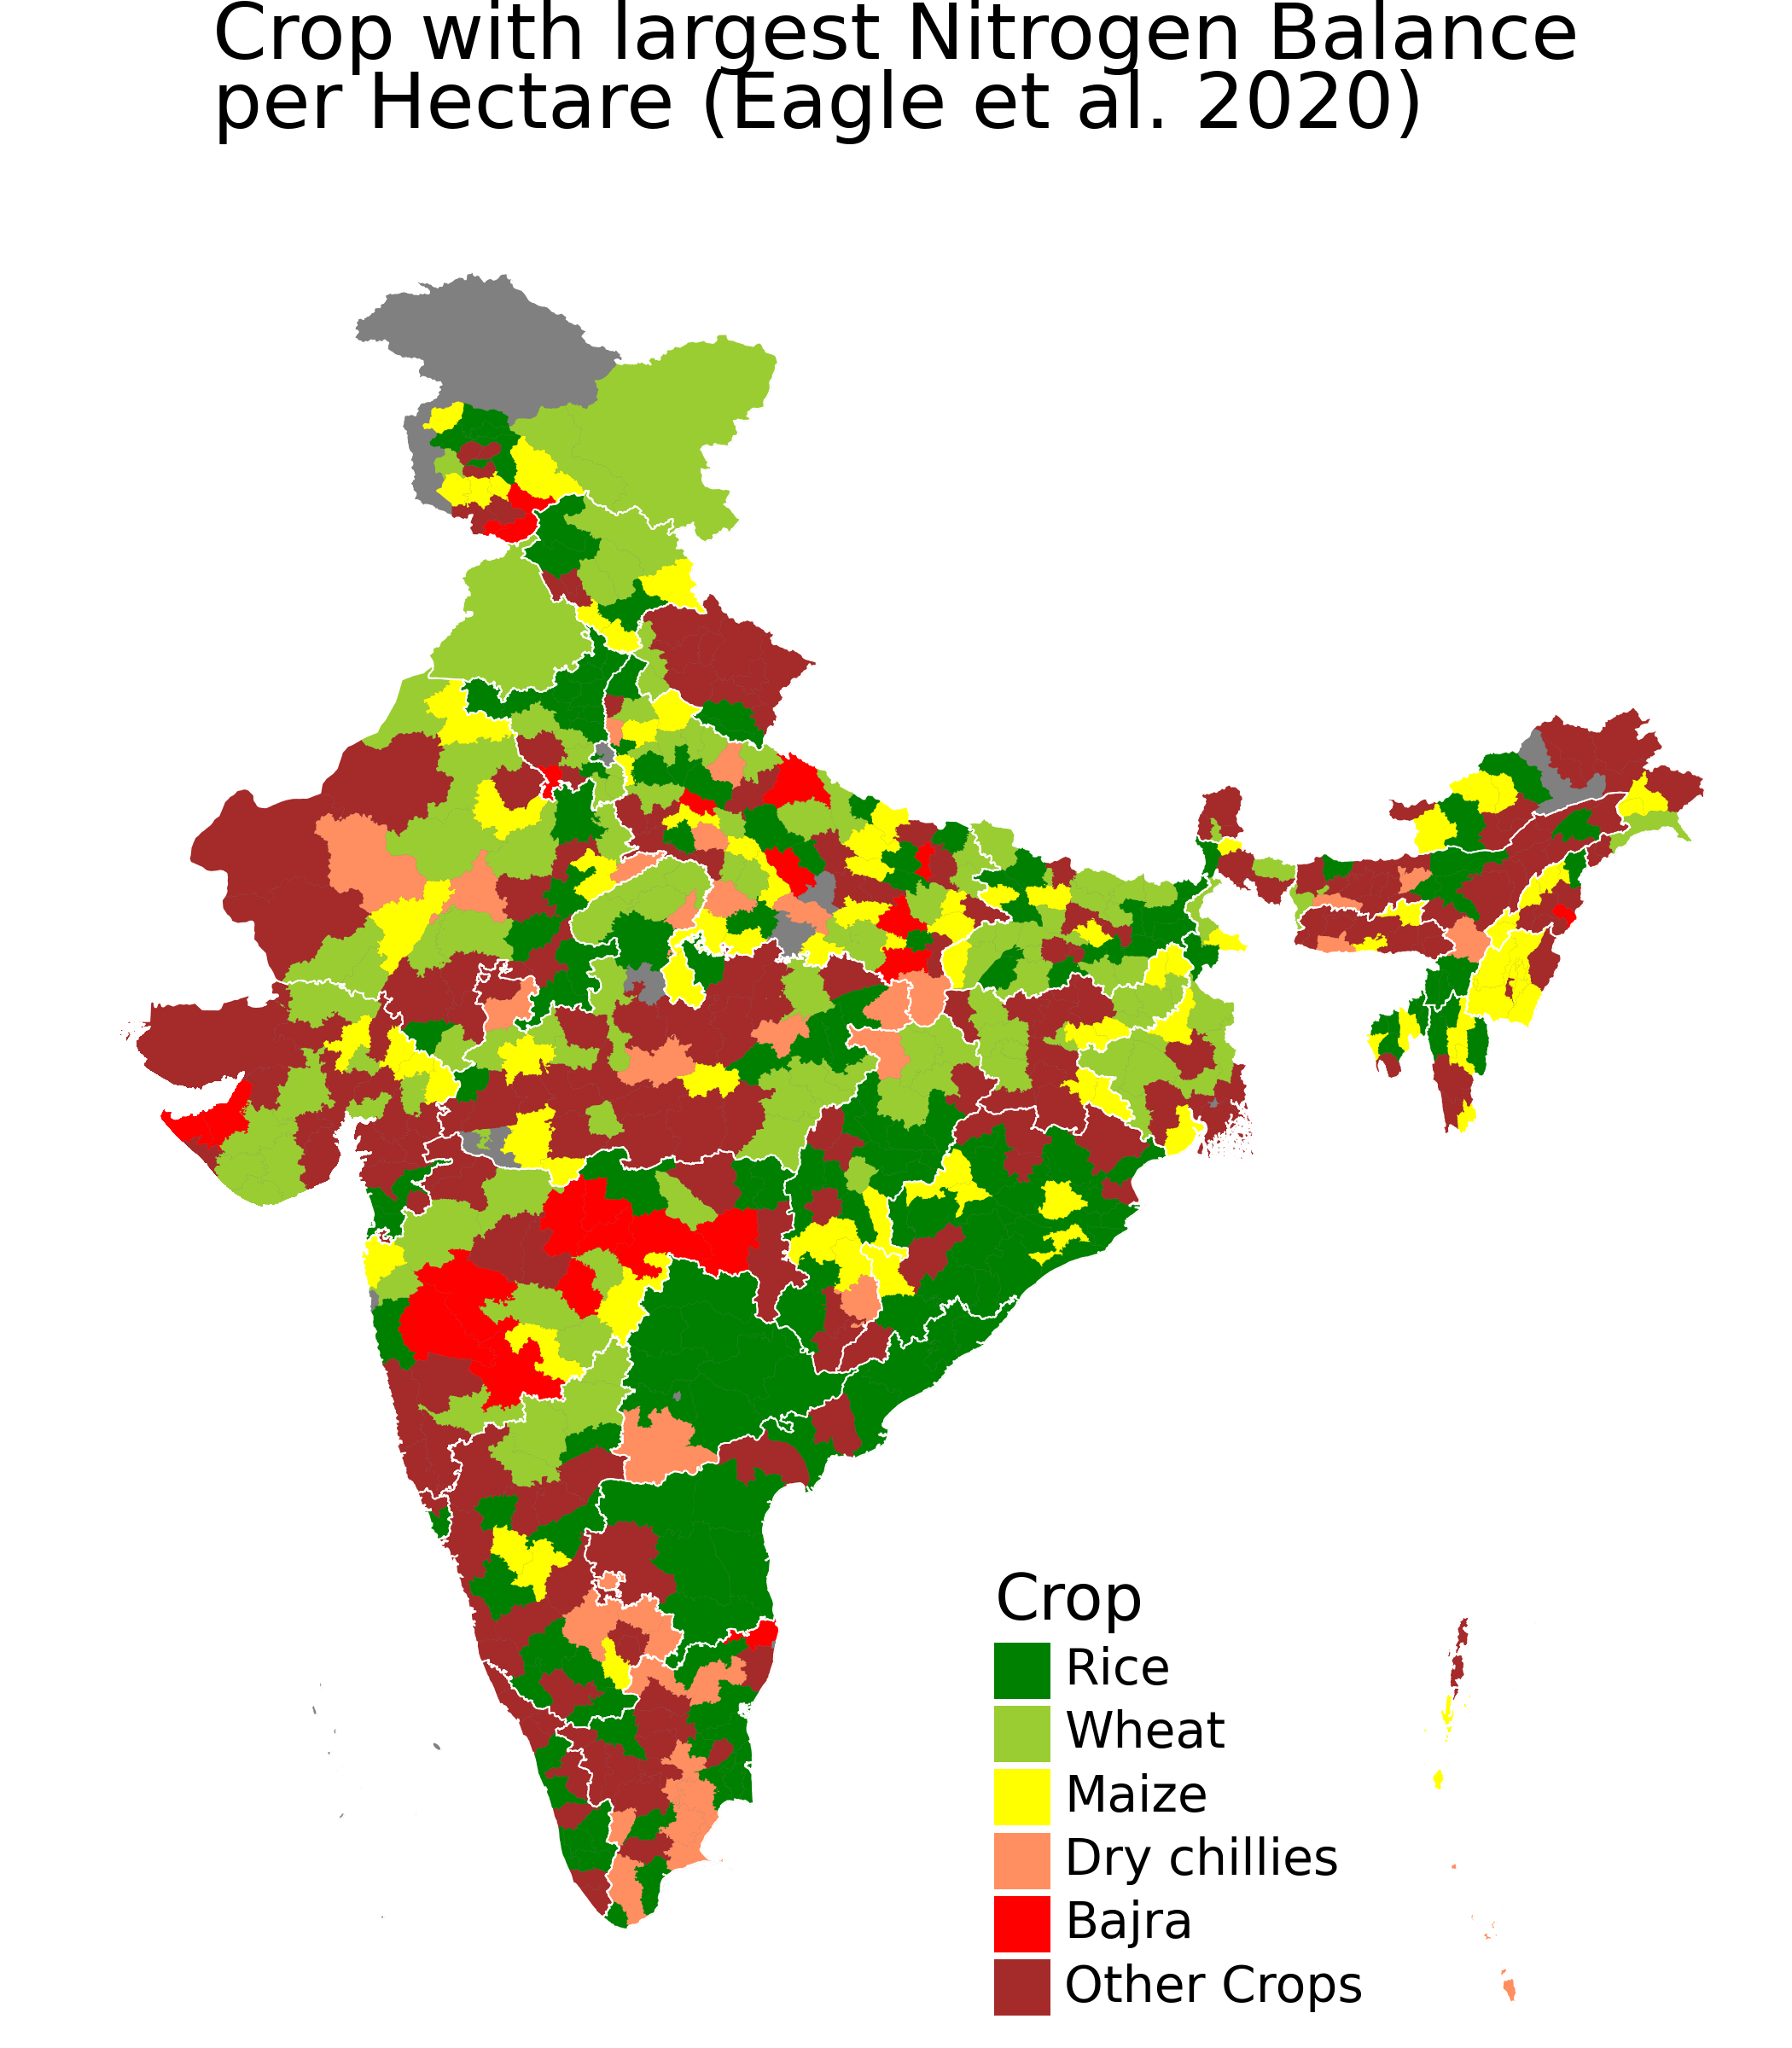 Crop with largest Nitrogen Balance
per Hectare (Eagle et al. 2020)
Crop
Rice
Wheat
Maize
Dry chillies
Bajra
Other Crops